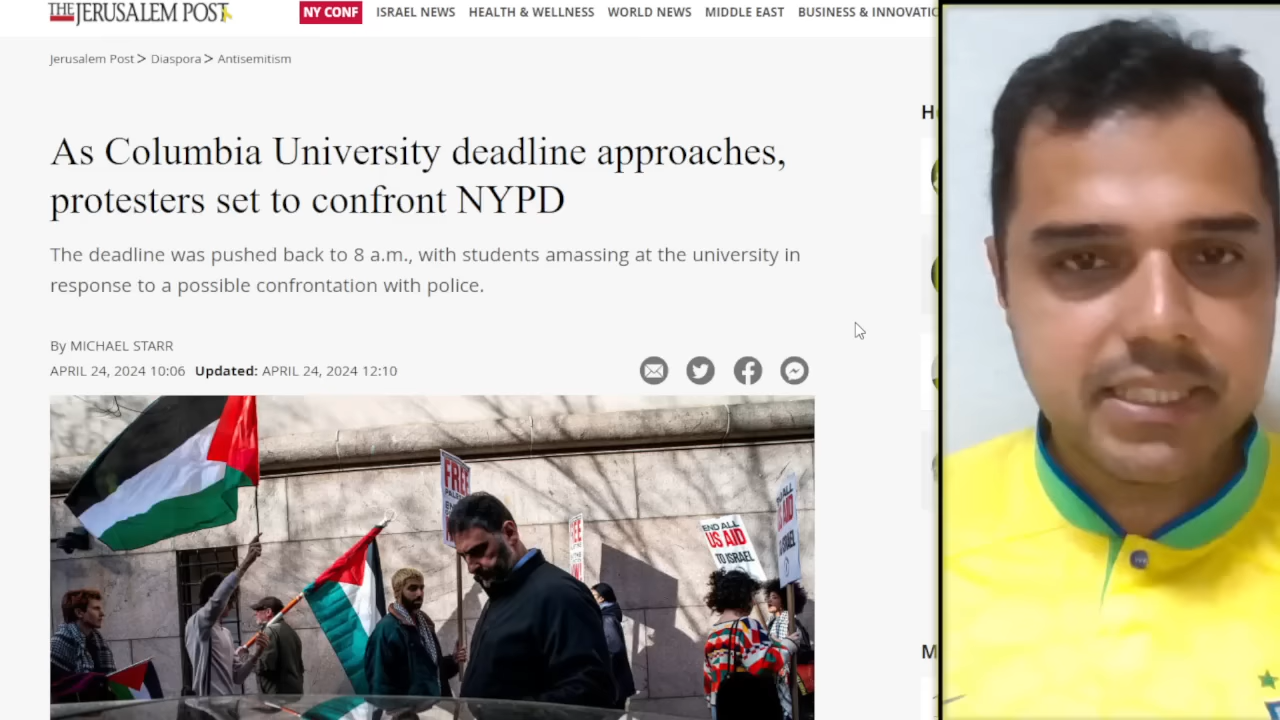 THE JERUSALEM POST
NY CONF ISRAEL NEWS HEALTH & WELLNESS WORLD NEWS MIDDLE EAST BUSINESS &
Jerusalem Post > Diaspora > Antisemitism
As Columbia University deadline approaches,
protesters set to confront NYPD
The deadline was pushed back to 8 a.m., with students amassing at the university in
response to a possible confrontation with police.
By MICHAEL STARR
APRIL 24, 2024 10:06 Updated: APRIL 24, 2024 12:10
FREE
END ALL
US AID
TO ISRAEL